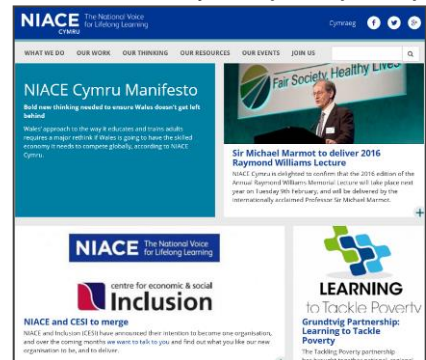 NIACE The National Voice
for Lifelong Learning
CYMRU
Cymraeg
WHAT WE DO OUR WORK OUR THINKING OUR RESOURCES OUR EVENTS JOIN US
NIACE Cymru Manifesto
Bold new thinking needed to ensure Wales doesn't get left
behind
Wales' approach to the way it educates and trains adults
requires a major rethink if Wales is going to have the skilled
economy it needs to compete globally, according to NIACE
Cymru.
Fair Society, Healthy Lives
Sir Michael Marmot to deliver 2016
Raymond Williams Lecture
NIACE Cymru is delighted to confirm that the 2016 edition of the
Annual Raymond Williams Memorial Lecture will take place next
year on Tuesday 9th February, and will be delivered by the
internationally acclaimed Professor Sir Michael Marmot.
NIACE The National Voice
for Lifelong Learning
centre for economic & social
Inclusion
NIACE and CESI to merge
NIACE and Inclusion (CESI) have announced their intention to become one organisation,
and over the coming months we want to talk to you and find out what you like our new
organisation to be, and to deliver.
LEARNING
to Tackle Poverty
Grundtvig Partnership:
Learning to Tackle
Poverty
The Tackling Poverty partnership